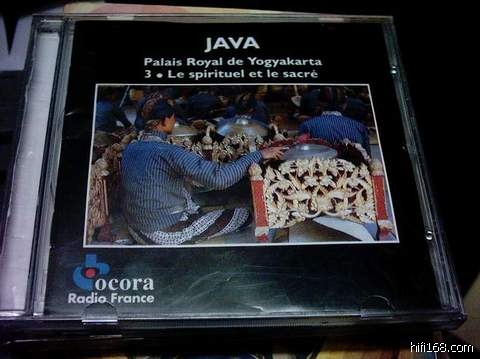 JAVA
Palais Royal de Yogyakarta
3 • Le spirituel et le sacré
ocora
Radio France
hifi168.com